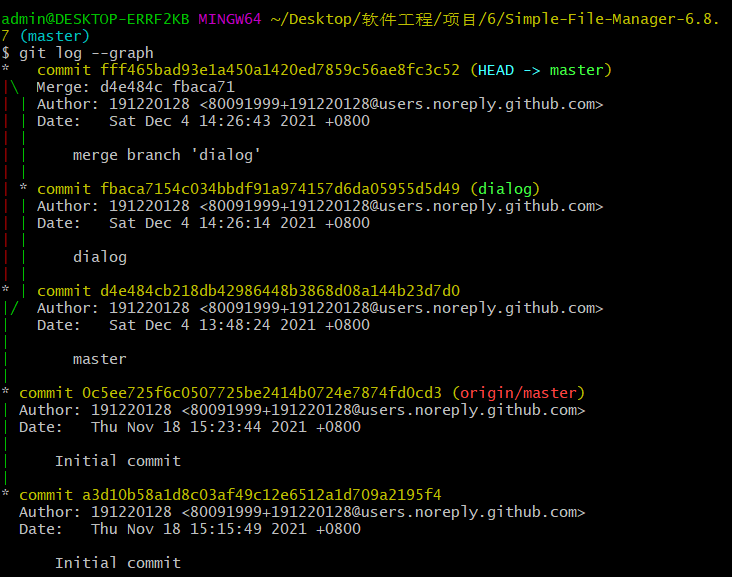 admin@DESKTOP-ERRF2KB MINGW64 ~/Desktop/软件工程/项目/6/Simple-File-Manager-6.8.
7 (master)
$ git log --graph
*   commit fff465bad93e1a450a1420ed7859c56ae8fc3c52 (HEAD -> master)
|\  Merge: d4e484c fbaca71
| | Author: 191220128 <80091999+191220128@users.noreply.github.com>
| | Date:   Sat Dec 4 14:26:43 2021 +0800
| |
| |     merge branch 'dialog'
| |
| * commit fbaca7154c034bbdf91a974157d6da05955d5d49 (dialog)
| | Author: 191220128 <80091999+191220128@users.noreply.github.com>
| | Date:   Sat Dec 4 14:26:14 2021 +0800
| |
| |     dialog
| |
* | commit d4e484cb218db42986448b3868d08a144b23d7d0
|/  Author: 191220128 <80091999+191220128@users.noreply.github.com>
|   Date:   Sat Dec 4 13:48:24 2021 +0800
|
|       master
|
* commit 0c5ee725f6c0507725be2414b0724e7874fd0cd3 (origin/master)
| Author: 191220128 <80091999+191220128@users.noreply.github.com>
| Date:   Thu Nov 18 15:23:44 2021 +0800
|
|     Initial commit
|
* commit a3d10b58a1d8c03af49c12e6512a1d709a2195f4
  Author: 191220128 <80091999+191220128@users.noreply.github.com>
  Date:   Thu Nov 18 15:15:49 2021 +0800

      Initial commit